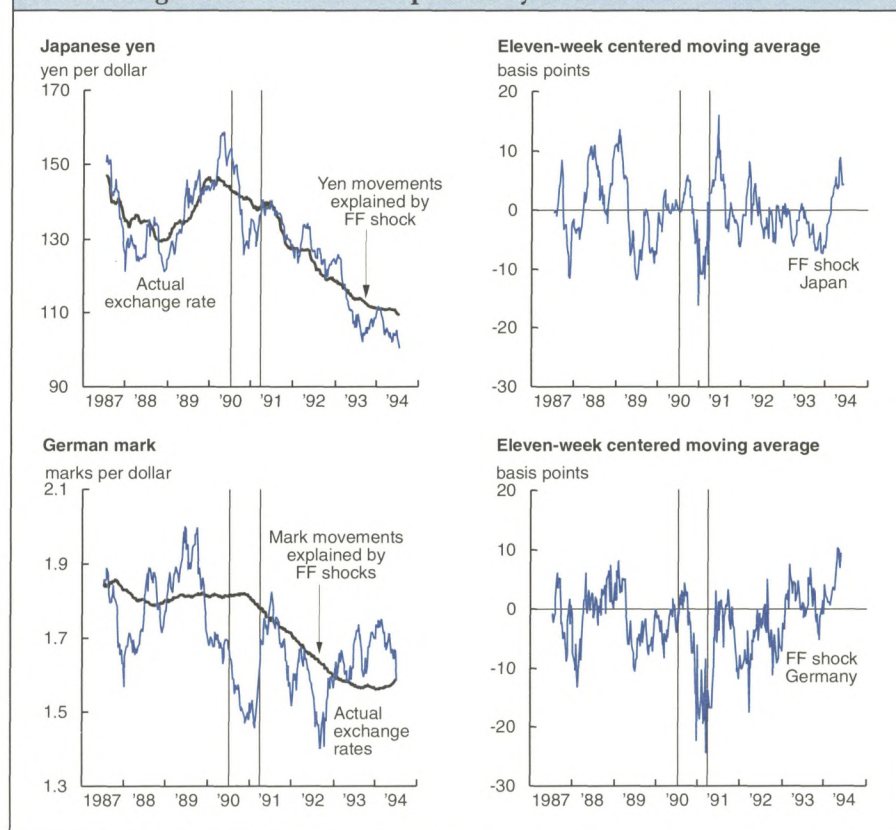 Japanese yen
yen per dollar
170
150
130
110
90
Yen movements
explained by
FF shock
Actual
exchange rate
1987 '88 '89 '90 '91 '92 '93 '94
Eleven-week centered moving average
basis points
20
10
0
-10
-20
-30
FF shock
Japan
1987 '88 '89 '90 '91 '92 '93 '94
German mark
marks per dollar
2.1
1.9
1.7
1.5
1.3
Mark movements
explained by
FF shocks
Actual
exchange
rates
1987 '88 '89 '90 '91 '92 '93 '94
Eleven-week centered moving average
basis points
20
10
0
-10
-20
-30
FF shock
Germany
1987 '88 '89 '90 '91 '92 '93 '94